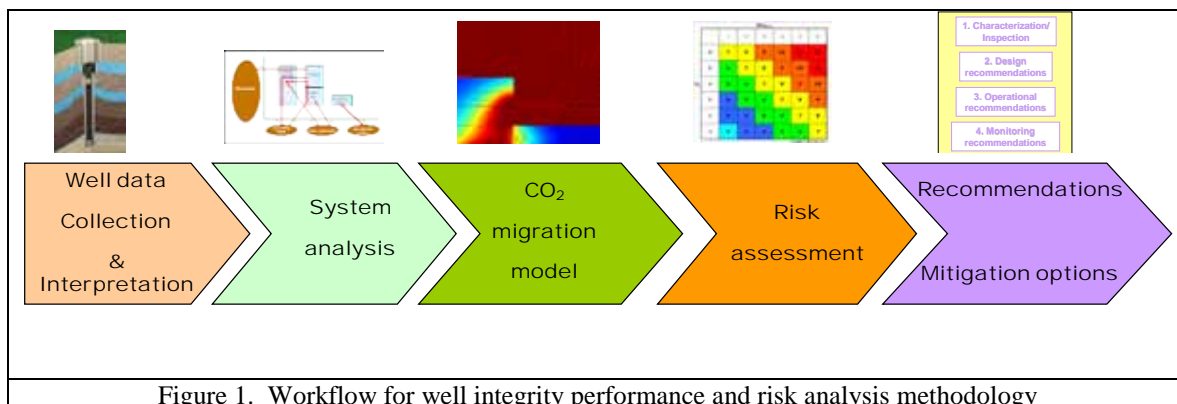 1. Characterization/
Inspection
2. Design
recommendations
3. Operational
recommendations
4. Monitoring
recommendations
Well data
Collection
&
Interpretation
System
analysis
CO₂
migration
model
Risk
assessment
Recommendations
Mitigation options
Figure 1. Workflow for well integrity performance and risk analysis methodology